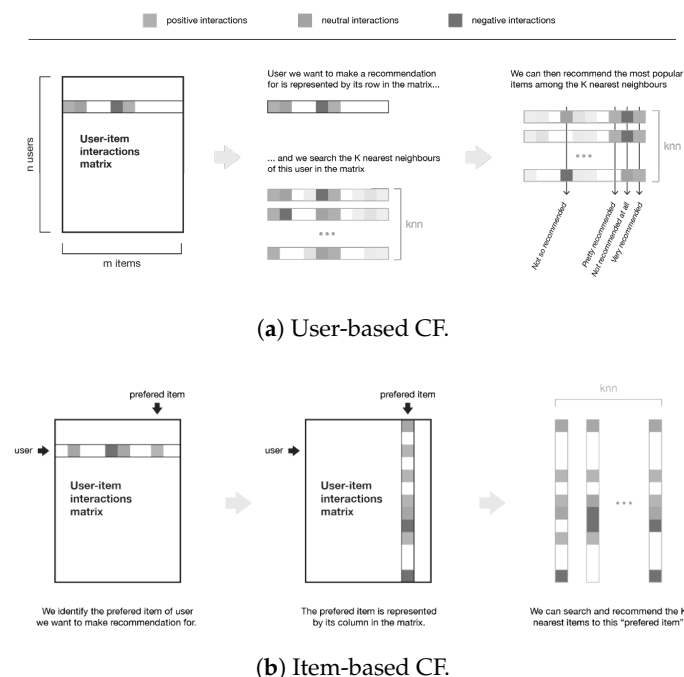 positive interactions neutral interactions negative interactions
User we want to make a recommendation
for is represented by its row in the matrix...
We can then recommend the most popular
items among the K nearest neighbours
n users
User-item
interactions
matrix
m items
... and we search the K nearest neighbours
of this user in the matrix
knn
knn
Not so recommended
Pretty recommended
Not recommended at all
Very recommended
(a) User-based CF.
prefered item
user
User-item
interactions
matrix
We identify the prefered item of user
we want to make recommendation for.
prefered item
user
User-item
interactions
matrix
The prefered item is represented
by its column in the matrix.
knn
We can search and recommend the K
nearest items to this “prefered item”
(b) Item-based CF.